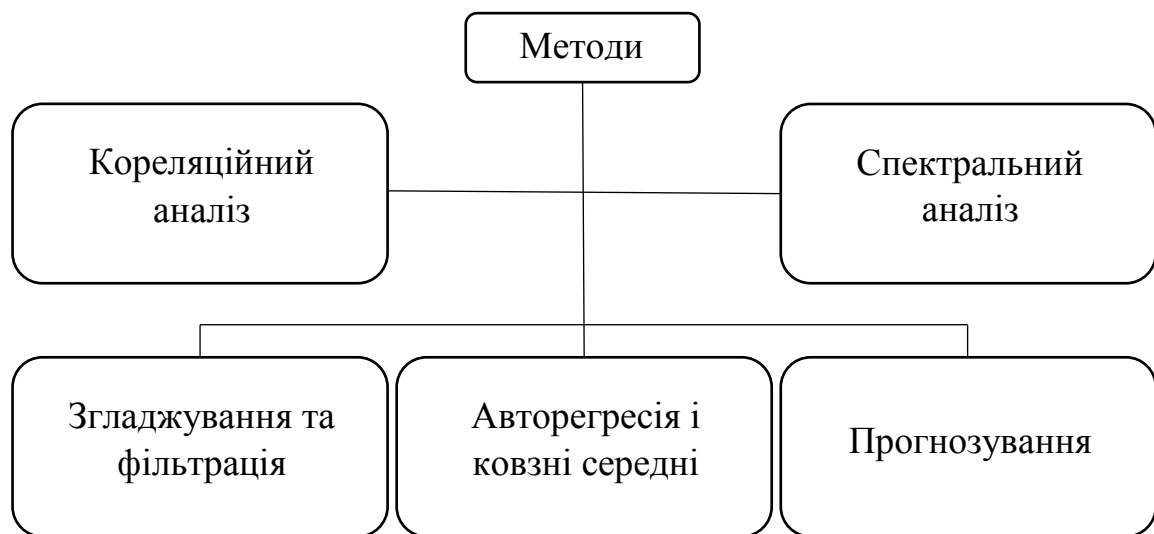 Методи
Кореляційний
аналіз
Спектральний
аналіз
Згладжування та
фільтрація
Авторегресія і
ковзні середні
Прогнозування